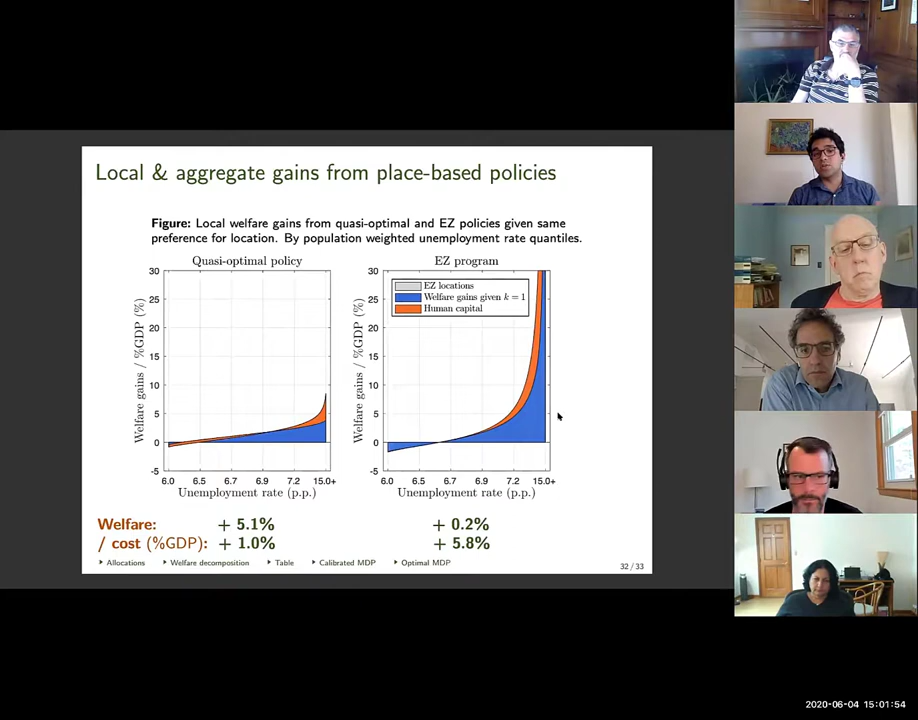 Local & aggregate gains from place-based policies
Figure: Local welfare gains from quasi-optimal and EZ policies given same
preference for location. By population weighted unemployment rate quantiles.
Quasi-optimal policy
30
25
20
15
10
5
0
-5
Welfare gains / %GDP (%)
6.0 6.5 6.7 6.9 7.2 15.0+
Unemployment rate (p.p.)
EZ program
30
25
20
15
10
5
0
-5
Welfare gains / %GDP (%)
EZ locations
Welfare gains given k = 1
Human capital
6.0 6.5 6.7 6.9 7.2 15.0+
Unemployment rate (p.p.)
Welfare: + 5.1% + 0.2%
/ cost (%GDP): + 1.0% + 5.8%
Allocations Welfare decomposition Table Calibrated MDP Optimal MDP
32 / 33
2020-06-04 15:01:54